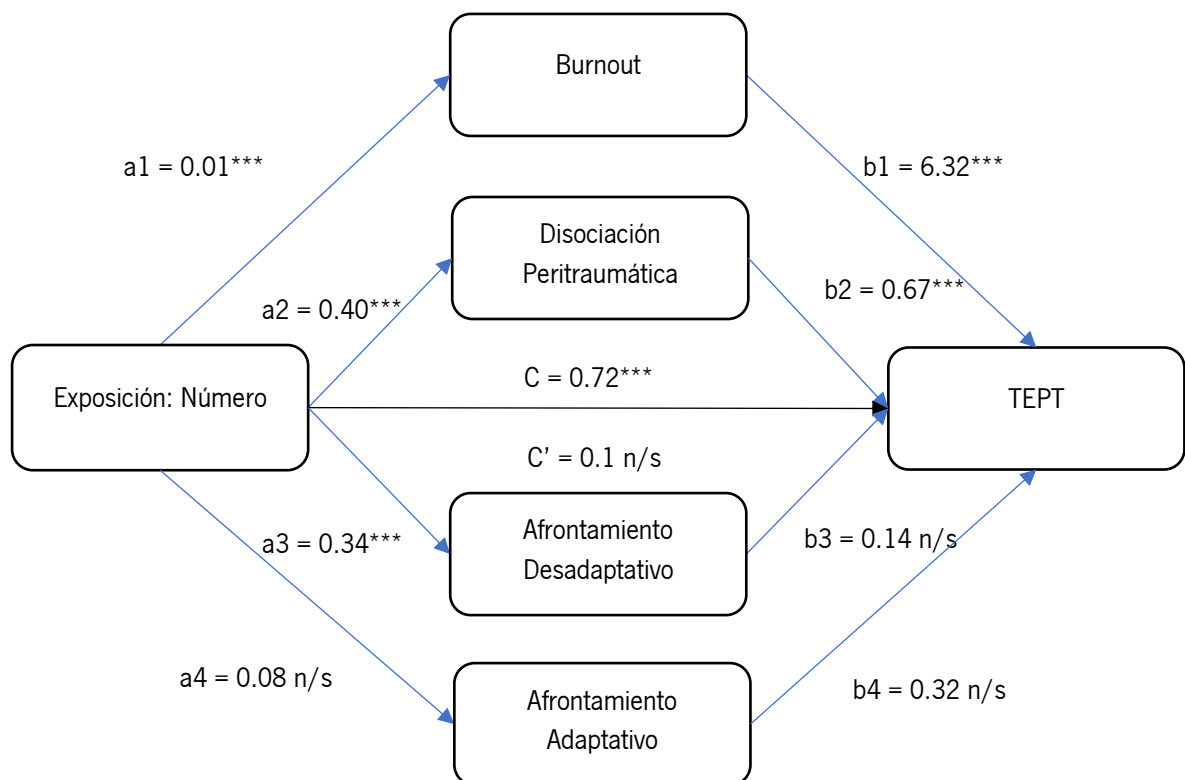 Burnout
a1 = 0.01***
b1 = 6.32***
Disociación
Peritraumática
a2 = 0.40***
b2 = 0.67***
Exposición: Número
C = 0.72***
TEPT
C’ = 0.1 n/s
Afrontamiento
Desadaptativo
a3 = 0.34***
b3 = 0.14 n/s
a4 = 0.08 n/s
b4 = 0.32 n/s
Afrontamiento
Adaptativo